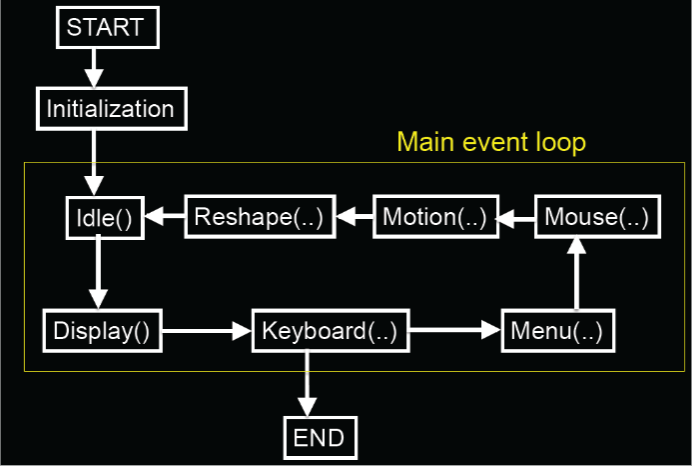 START
Initialization
Main event loop
Idle()
Reshape(..)
Motion(..)
Mouse(..)
Display()
Keyboard(..)
Menu(..)
END